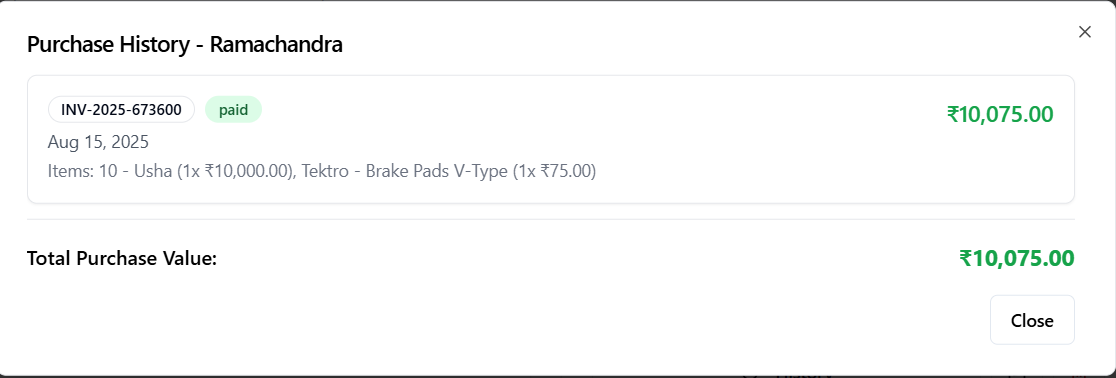 Purchase History - Ramachandra
INV-2025-673600 paid
₹10,075.00
Aug 15, 2025
Items: 10 - Usha (1x ₹10,000.00), Tektro - Brake Pads V-Type (1x ₹75.00)
Total Purchase Value: ₹10,075.00
Close